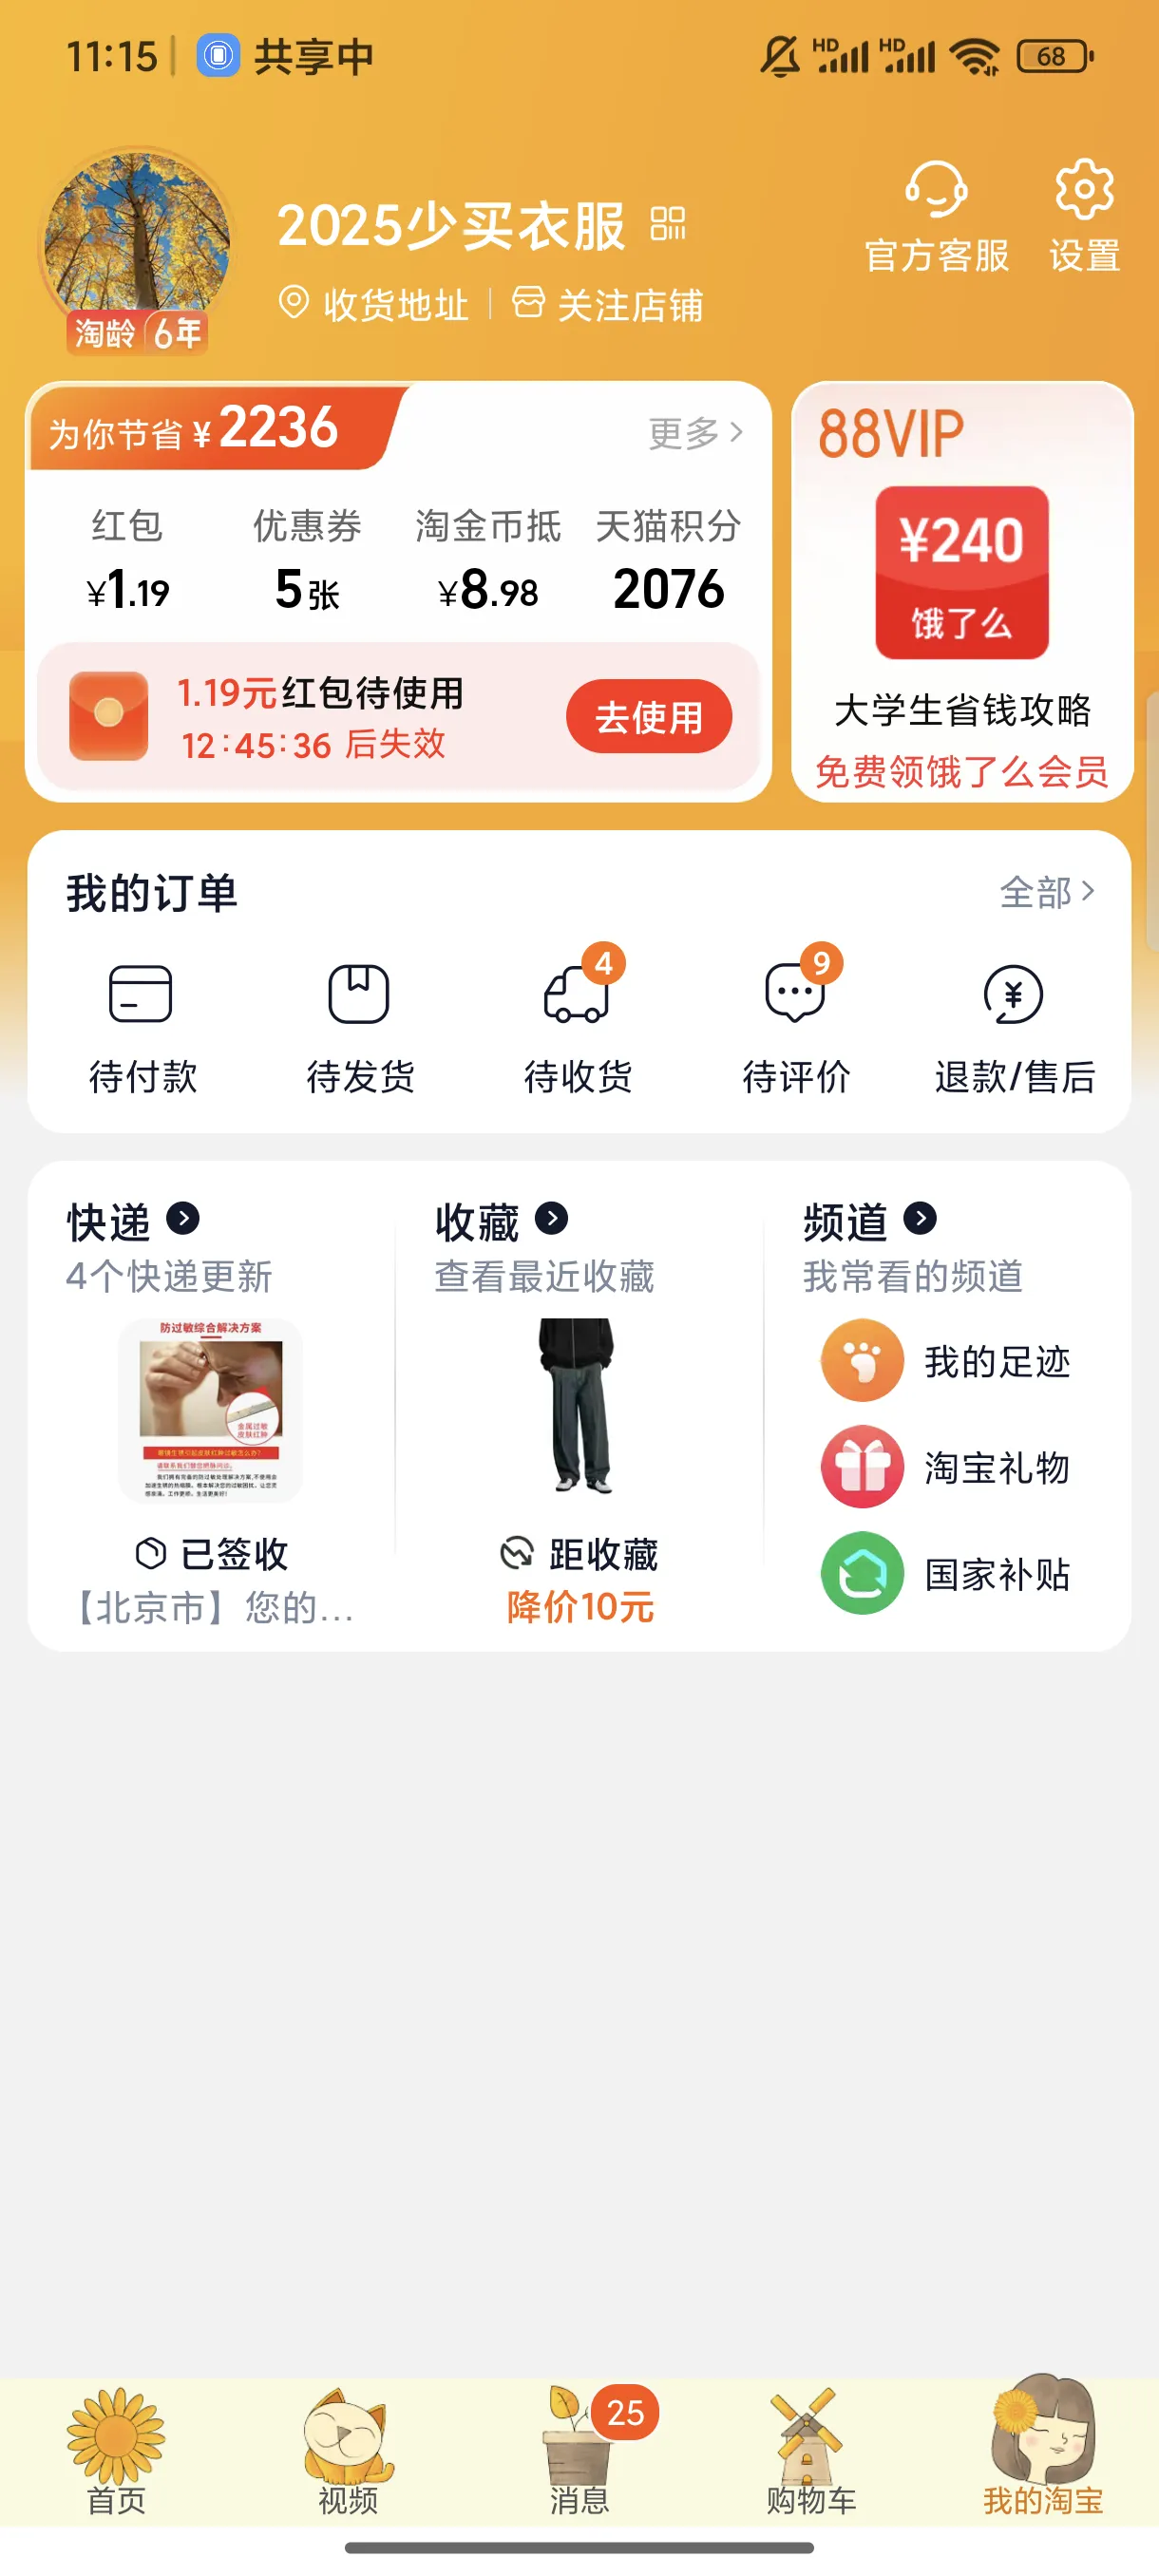 11:15 共享中 HD HD 68
2025少买衣服
官方客服 设置
收货地址 关注店铺
淘龄 6年
为你节省 ¥ 2236 更多
红包 优惠券 淘金币抵 天猫积分
¥1.19 5张 ¥8.98 2076
1.19元红包待使用
12:45:36 后失效
去使用
88VIP
¥240
饿了么
大学生省钱攻略
免费领饿了么会员
我的订单 全部
4 9
待付款 待发货 待收货 待评价 退款/售后
快递 收藏 频道
4个快递更新 查看最近收藏 我常看的频道
防过敏综合解决方案
金属过敏
皮肤红肿
我的足迹
淘宝礼物
国家补贴
已签收 距收藏
【北京市】您的... 降价10元
25
首页 视频 消息 购物车 我的淘宝